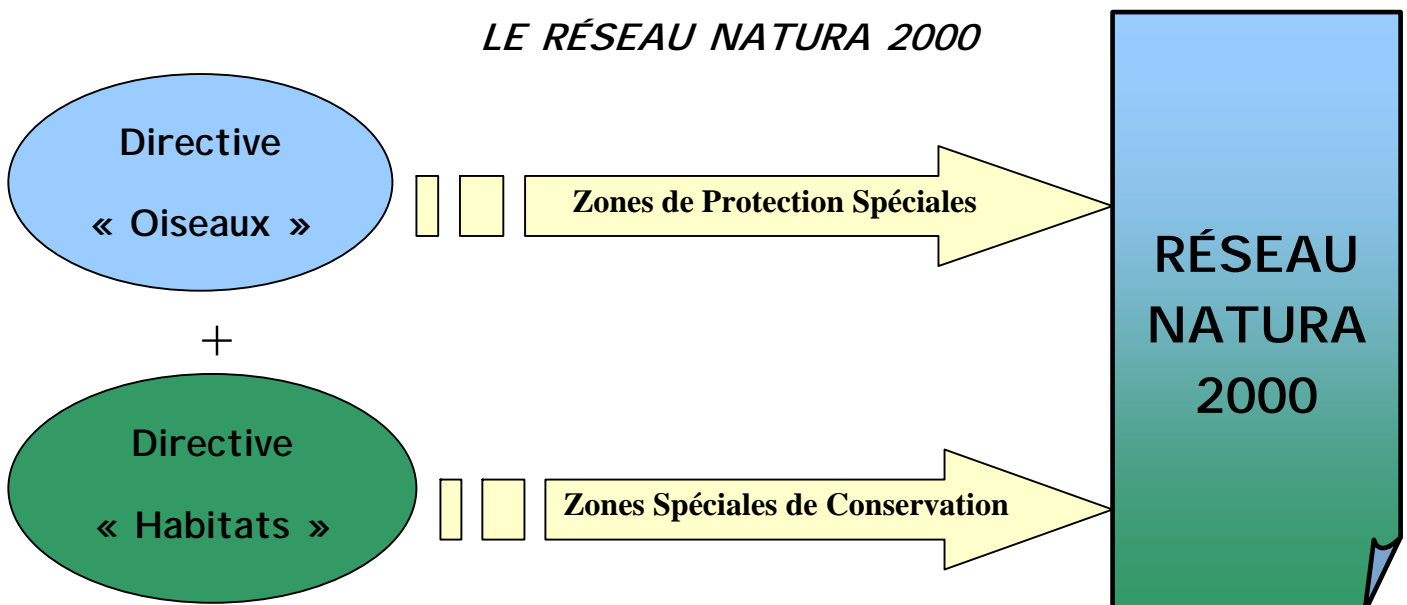 LE RÉSEAU NATURA 2000
Directive
« Oiseaux »
Zones de Protection Spéciales
+
Directive
« Habitats »
Zones Spéciales de Conservation
RÉSEAU
NATURA
2000